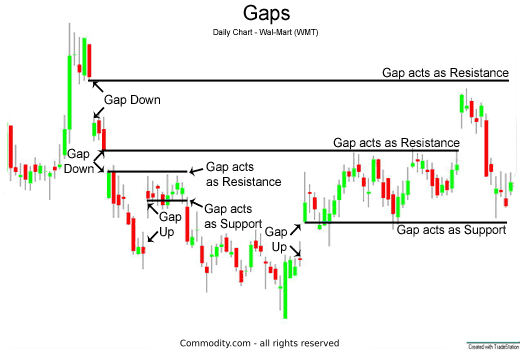 Gaps
Daily Chart - Wal-Mart (WMT)
Gap acts as Resistance
Gap Down
Gap acts as Resistance
Gap
Down
Gap acts
as Resistance
Gap acts
as Support
Gap
Up
Gap
Up
Gap acts as Support
Commodity.com - all rights reserved
Created with TradeStation